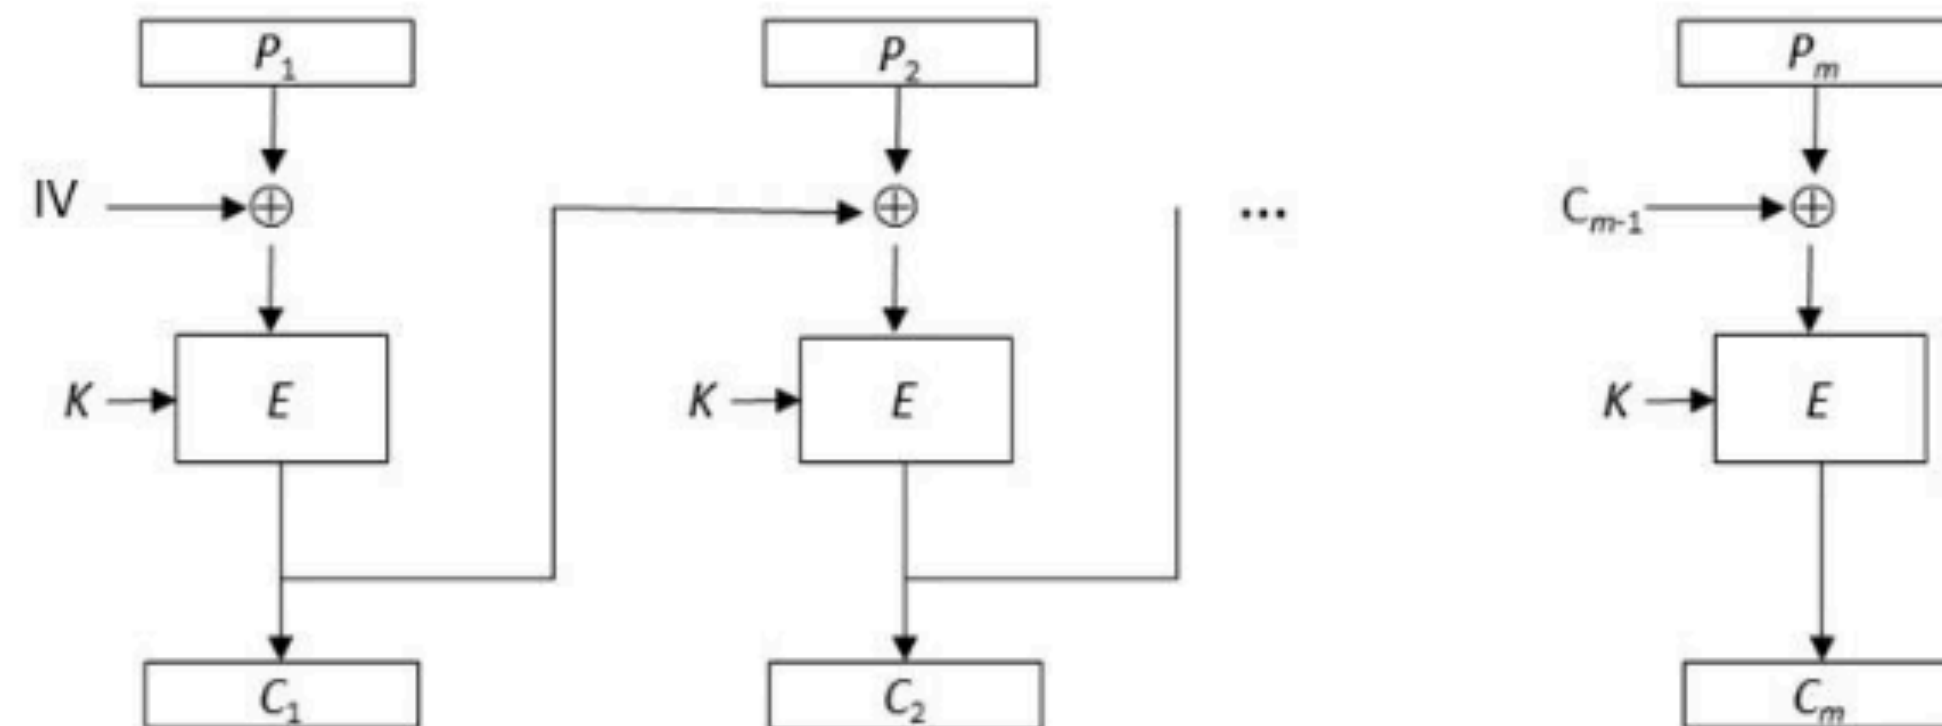 P₁ P₂ Pₘ
IV ⊕ ⊕ ... Cₘ₋₁ ⊕
K E K E K E
C₁ C₂ Cₘ